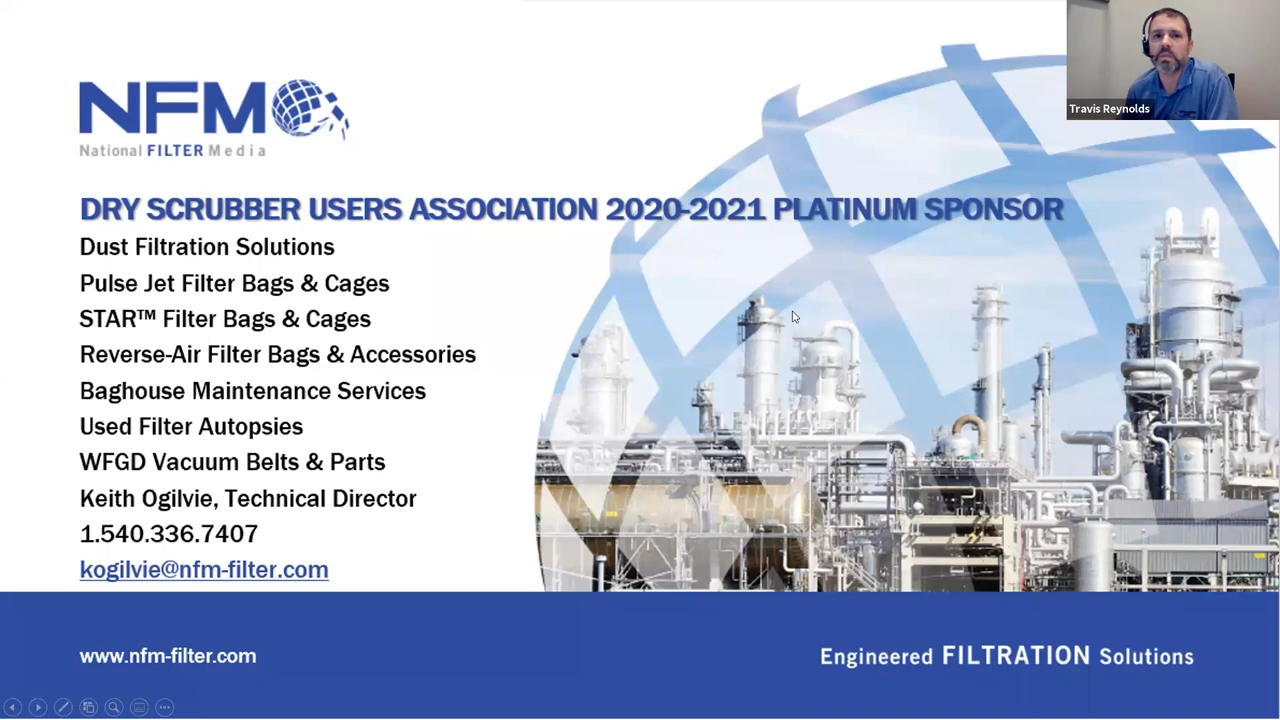 NFM
National FILTER Media
DRY SCRUBBER USERS ASSOCIATION 2020-2021 PLATINUM SPONSOR
Dust Filtration Solutions
Pulse Jet Filter Bags & Cages
STAR™ Filter Bags & Cages
Reverse-Air Filter Bags & Accessories
Baghouse Maintenance Services
Used Filter Autopsies
WFGD Vacuum Belts & Parts
Keith Ogilvie, Technical Director
1.540.336.7407
kogilvie@nfm-filter.com
www.nfm-filter.com
Engineered FILTRATION Solutions
Travis Reynolds